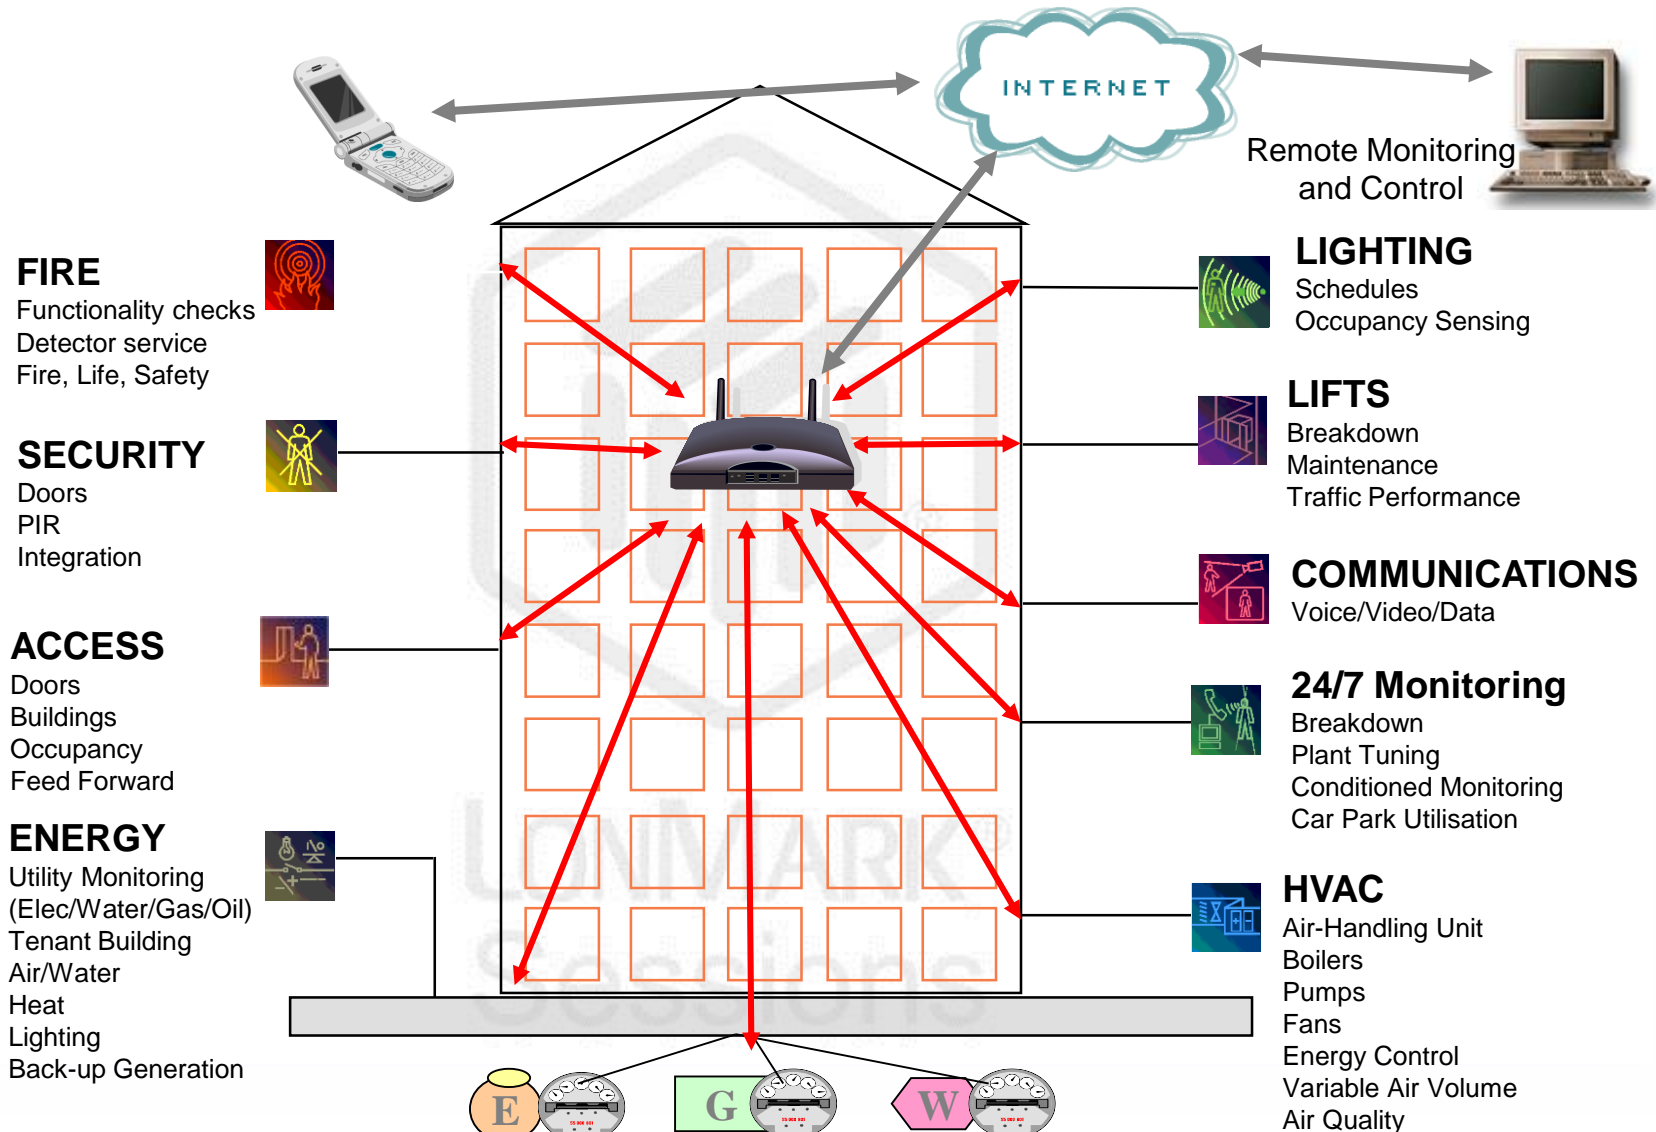 INTERNET
Remote Monitoring
and Control
FIRE
Functionality checks
Detector service
Fire, Life, Safety
SECURITY
Doors
PIR
Integration
ACCESS
Doors
Buildings
Occupancy
Feed Forward
ENERGY
Utility Monitoring
(Elec/Water/Gas/Oil)
Tenant Building
Air/Water
Heat
Lighting
Back-up Generation
LIGHTING
Schedules
Occupancy Sensing
LIFTS
Breakdown
Maintenance
Traffic Performance
COMMUNICATIONS
Voice/Video/Data
24/7 Monitoring
Breakdown
Plant Tuning
Conditioned Monitoring
Car Park Utilisation
HVAC
Air-Handling Unit
Boilers
Pumps
Fans
Energy Control
Variable Air Volume
Air Quality
LONMARK®
Sessions
E
G
W